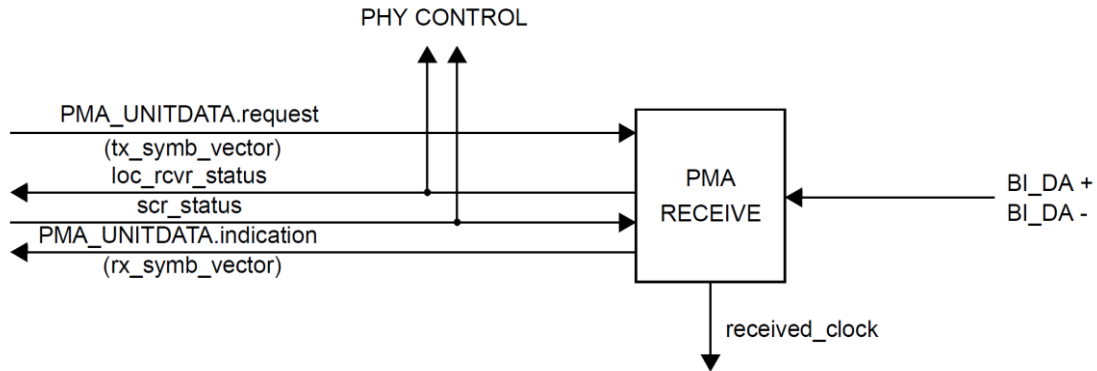 PHY CONTROL
PMA_UNITDATA.request
(tx_symb_vector)
loc_rcvr_status
scr_status
PMA_UNITDATA.indication
(rx_symb_vector)
PMA
RECEIVE
BI_DA +
BI_DA -
received_clock